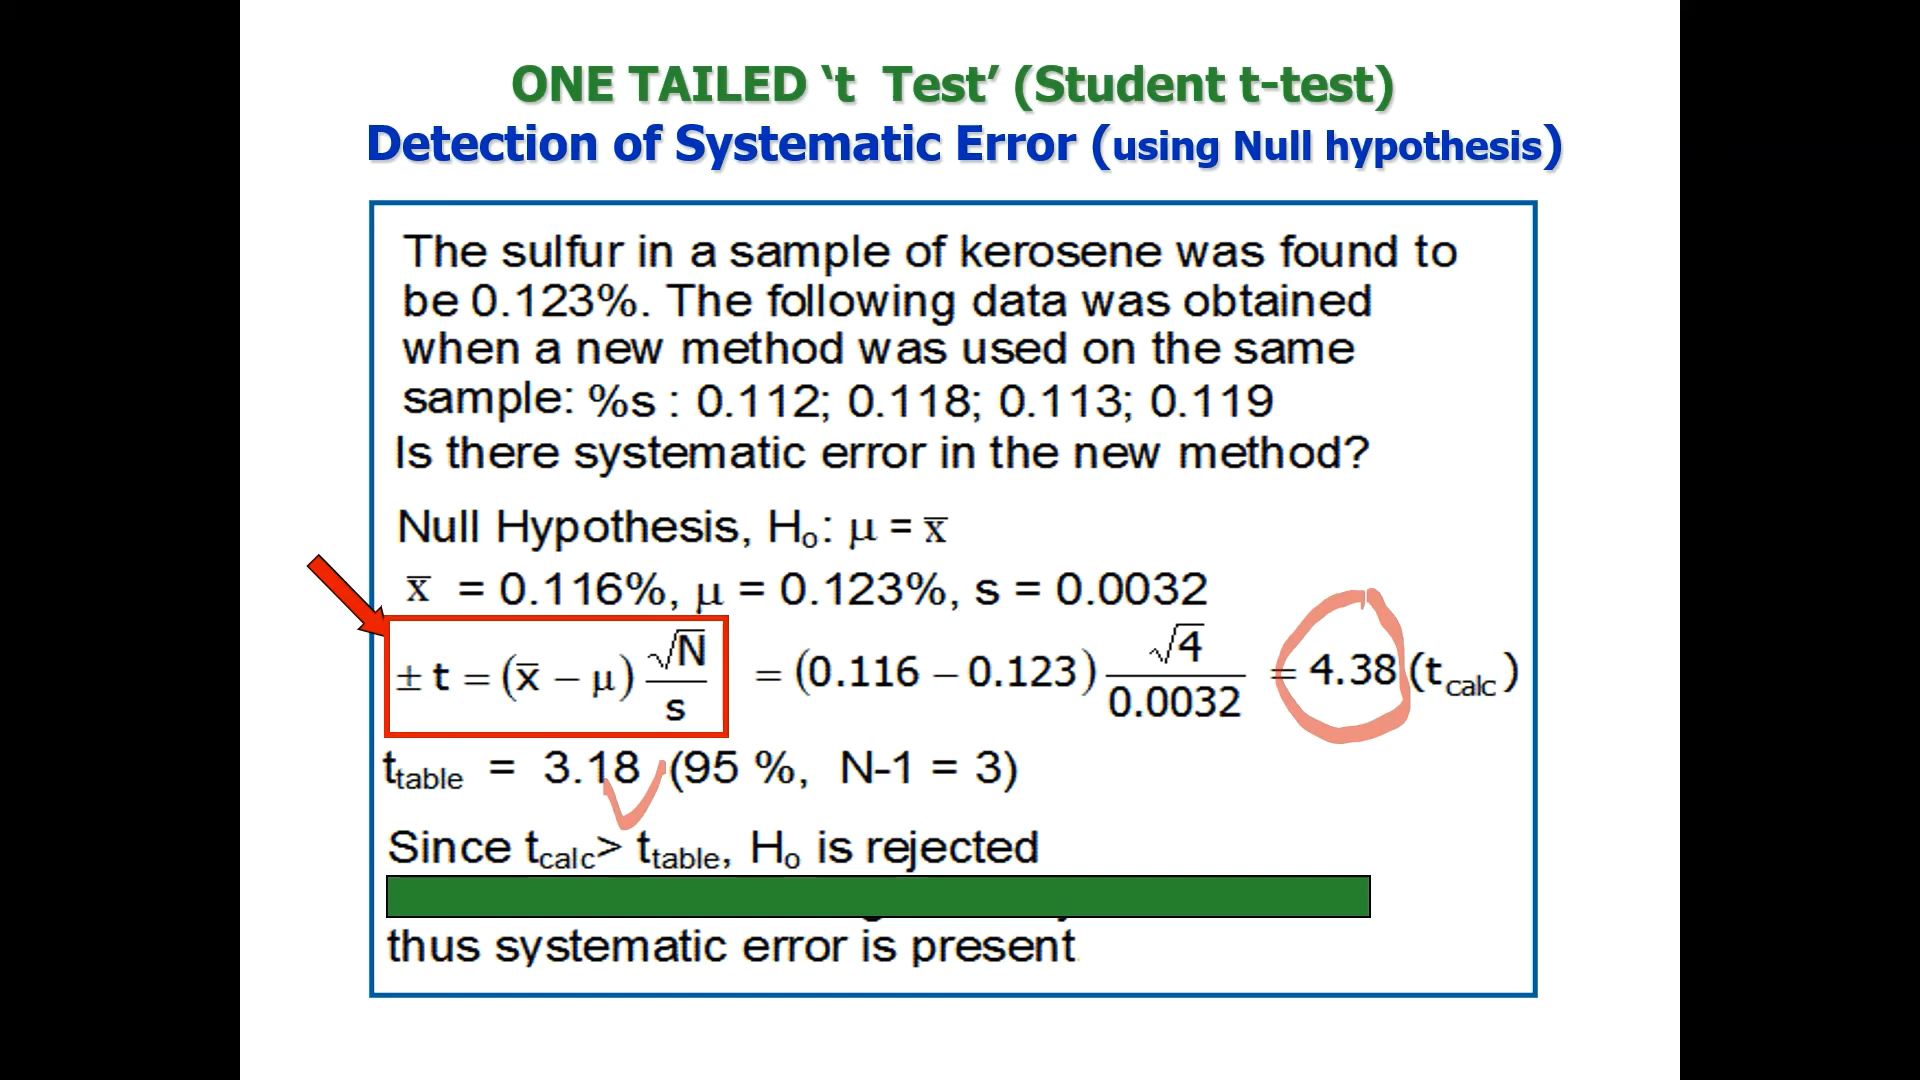 ONE TAILED ‘t Test’ (Student t-test)
Detection of Systematic Error (using Null hypothesis)
The sulfur in a sample of kerosene was found to
be 0.123%. The following data was obtained
when a new method was used on the same
sample: %s : 0.112; 0.118; 0.113; 0.119
Is there systematic error in the new method?
Null Hypothesis, Hₒ: μ = x̅
x̅ = 0.116%, μ = 0.123%, s = 0.0032
± t = (x̅ − μ) √N / s = (0.116 − 0.123) √4 / 0.0032 = 4.38 (t_calc)
t_table = 3.18 (95 %, N-1 = 3)
Since t_calc> t_table, Hₒ is rejected
thus systematic error is present